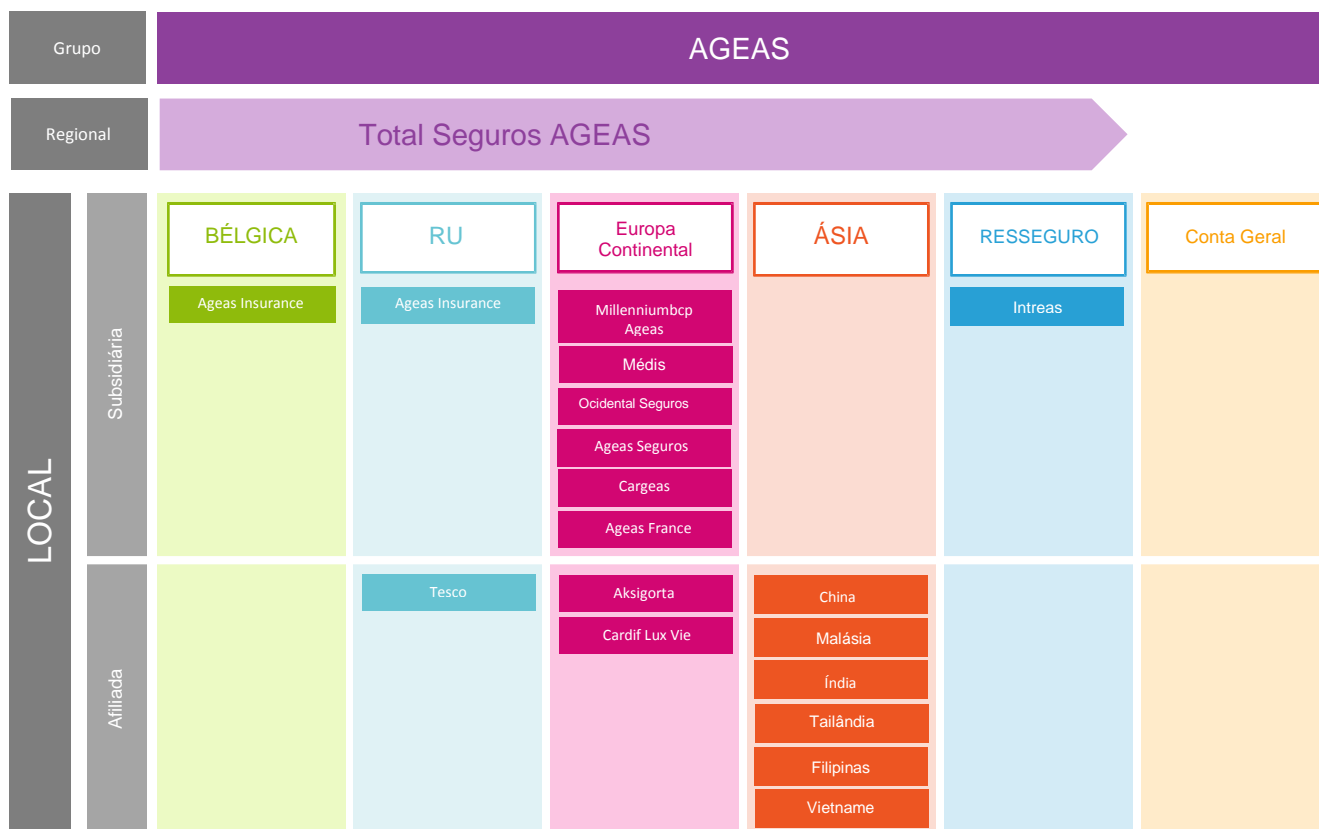 Grupo
AGEAS
Regional
Total Seguros AGEAS
LOCAL
Subsidiária
BÉLGICA
RU
Europa
Continental
ÁSIA
RESSEGURO
Conta Geral
Ageas Insurance
Ageas Insurance
Millenniumbcp
Ageas
Médis
Ocidental Seguros
Ageas Seguros
Cargeas
Ageas France
Intreas
Afiliada
Tesco
Aksigorta
Cardif Lux Vie
China
Malásia
Índia
Tailândia
Filipinas
Vietname